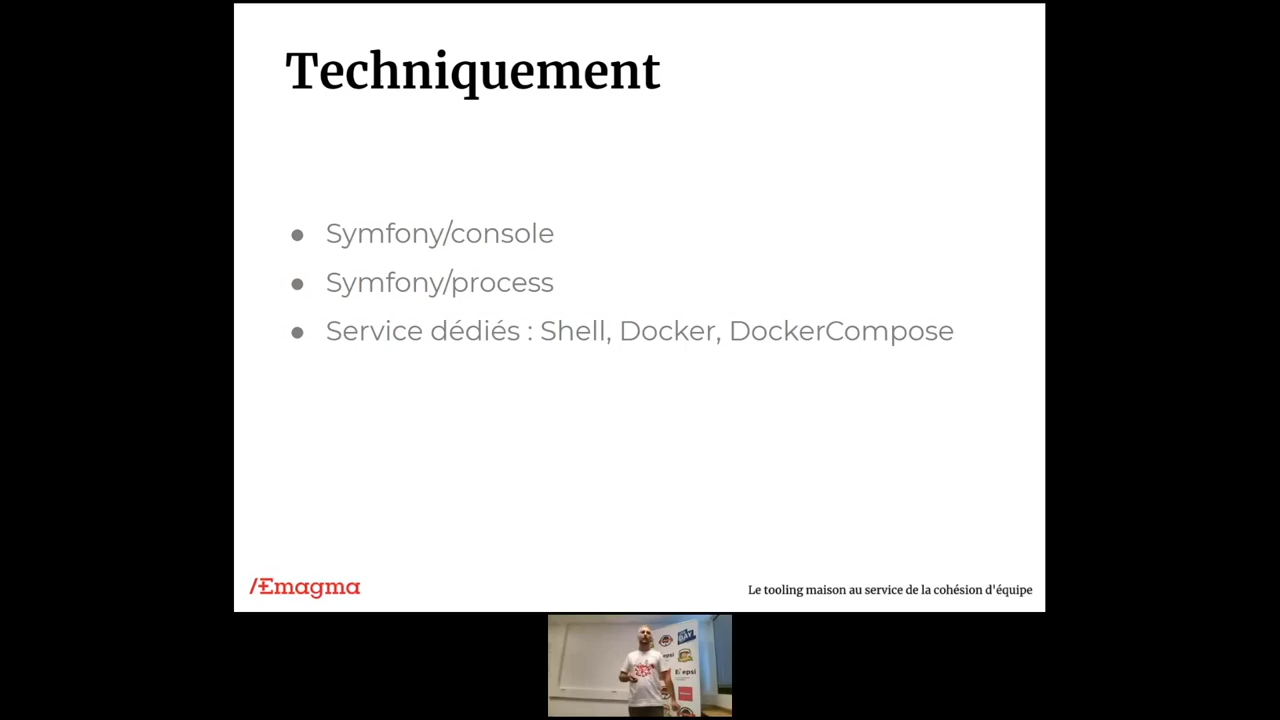 Techniquement
● Symfony/console
● Symfony/process
● Service dédiés : Shell, Docker, DockerCompose
/Emagma
Le tooling maison au service de la cohésion d'équipe
epsi